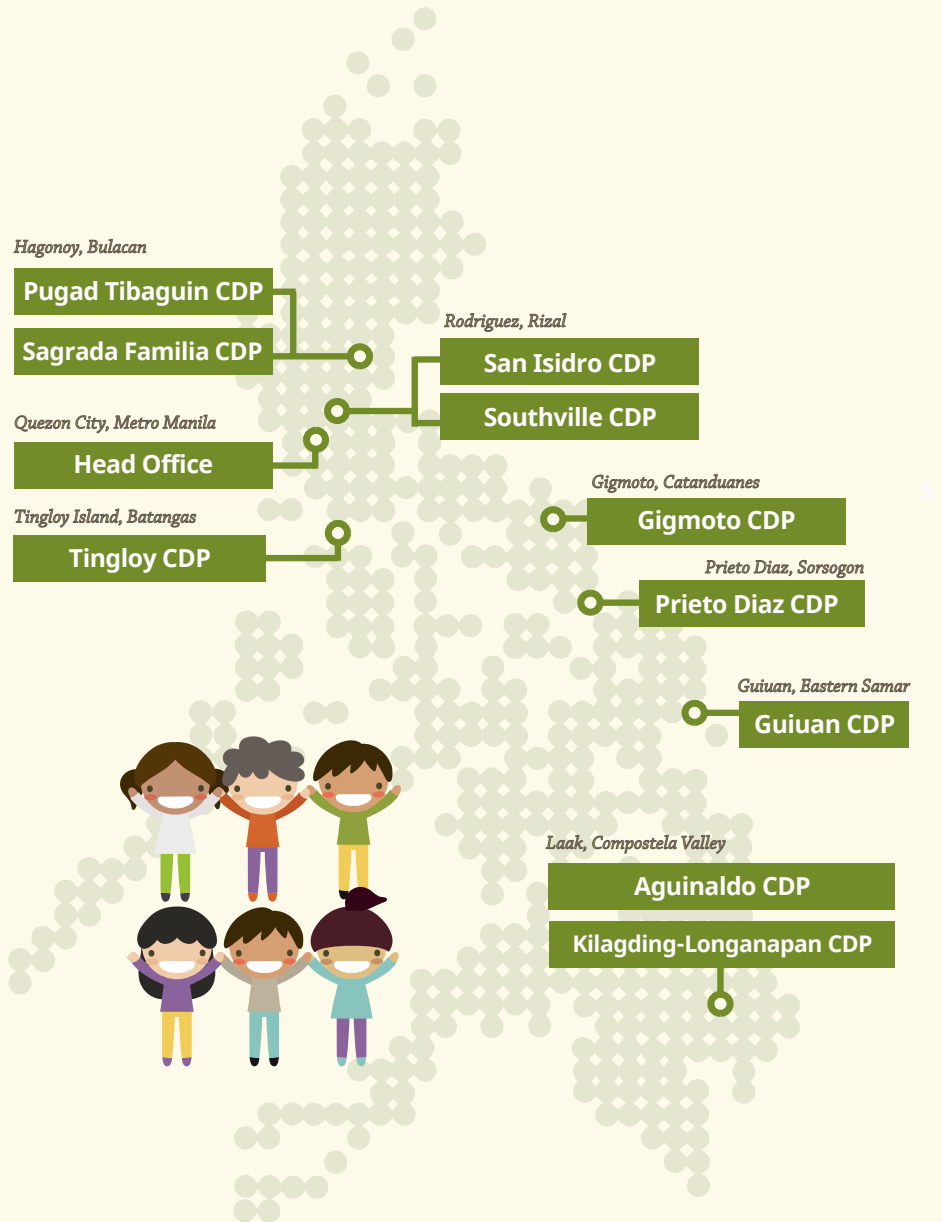 Hagonoy, Bulacan
Pugad Tibaguin CDP
Sagrada Familia CDP
Rodriguez, Rizal
San Isidro CDP
Southville CDP
Quezon City, Metro Manila
Head Office
Gigmoto, Catanduanes
Gigmoto CDP
Tingloy Island, Batangas
Tingloy CDP
Prieto Diaz, Sorsogon
Prieto Diaz CDP
Guiuan, Eastern Samar
Guiuan CDP
Laak, Compostela Valley
Aguinaldo CDP
Kilagding-Longanapan CDP